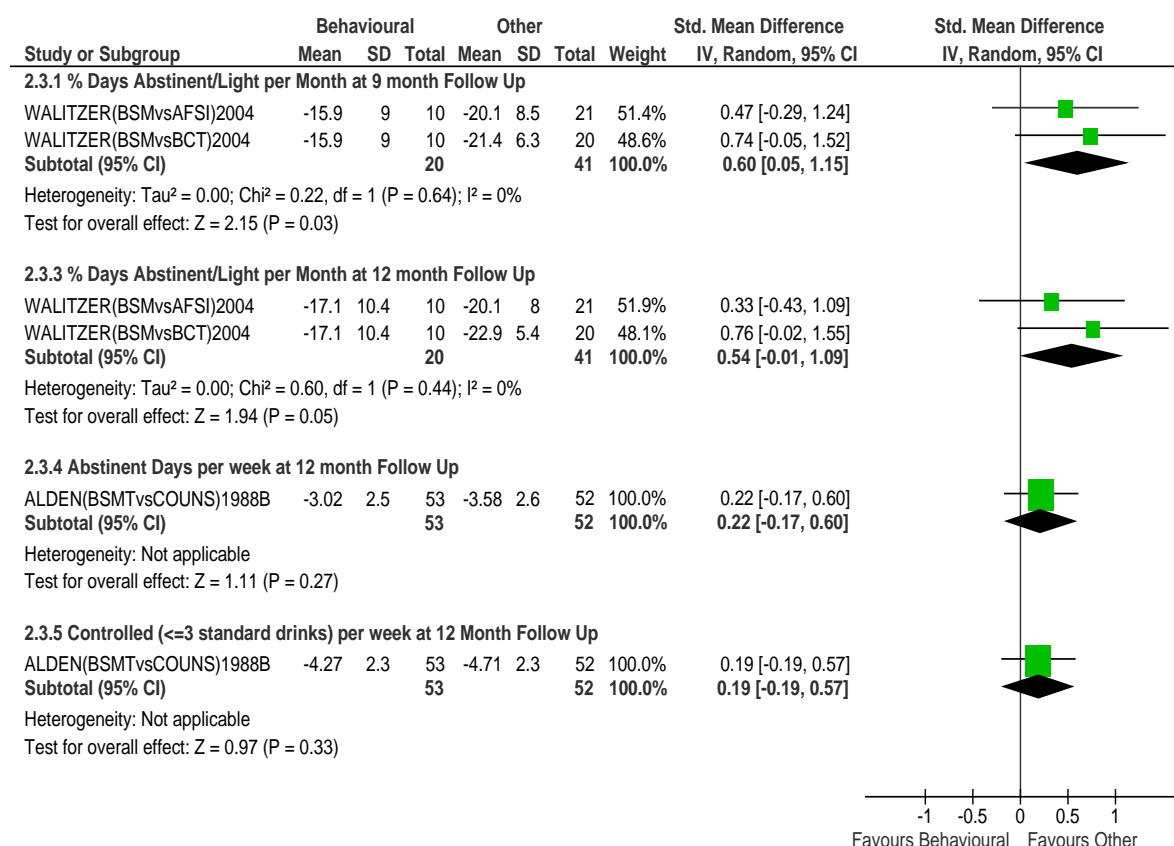 Behavioural Other Std. Mean Difference Std. Mean Difference
Study or Subgroup Mean SD Total Mean SD Total Weight IV, Random, 95% CI IV, Random, 95% CI
2.3.1 % Days Abstinent/Light per Month at 9 month Follow Up
WALITZER(BSMvsAFSI)2004 -15.9 9 10 -20.1 8.5 21 51.4% 0.47 [-0.29, 1.24]
WALITZER(BSMvsBCT)2004 -15.9 9 10 -21.4 6.3 20 48.6% 0.74 [-0.05, 1.52]
Subtotal (95% CI) 20 41 100.0% 0.60 [0.05, 1.15]
Heterogeneity: Tau² = 0.00; Chi² = 0.22, df = 1 (P = 0.64); I² = 0%
Test for overall effect: Z = 2.15 (P = 0.03)
2.3.3 % Days Abstinent/Light per Month at 12 month Follow Up
WALITZER(BSMvsAFSI)2004 -17.1 10.4 10 -20.1 8 21 51.9% 0.33 [-0.43, 1.09]
WALITZER(BSMvsBCT)2004 -17.1 10.4 10 -22.9 5.4 20 48.1% 0.76 [-0.02, 1.55]
Subtotal (95% CI) 20 41 100.0% 0.54 [-0.01, 1.09]
Heterogeneity: Tau² = 0.00; Chi² = 0.60, df = 1 (P = 0.44); I² = 0%
Test for overall effect: Z = 1.94 (P = 0.05)
2.3.4 Abstinent Days per week at 12 month Follow Up
ALDEN(BSMTvsCOUNS)1988B -3.02 2.5 53 -3.58 2.6 52 100.0% 0.22 [-0.17, 0.60]
Subtotal (95% CI) 53 52 100.0% 0.22 [-0.17, 0.60]
Heterogeneity: Not applicable
Test for overall effect: Z = 1.11 (P = 0.27)
2.3.5 Controlled (<=3 standard drinks) per week at 12 Month Follow Up
ALDEN(BSMTvsCOUNS)1988B -4.27 2.3 53 -4.71 2.3 52 100.0% 0.19 [-0.19, 0.57]
Subtotal (95% CI) 53 52 100.0% 0.19 [-0.19, 0.57]
Heterogeneity: Not applicable
Test for overall effect: Z = 0.97 (P = 0.33)
-1 -0.5 0 0.5 1
Favours Behavioural Favours Other